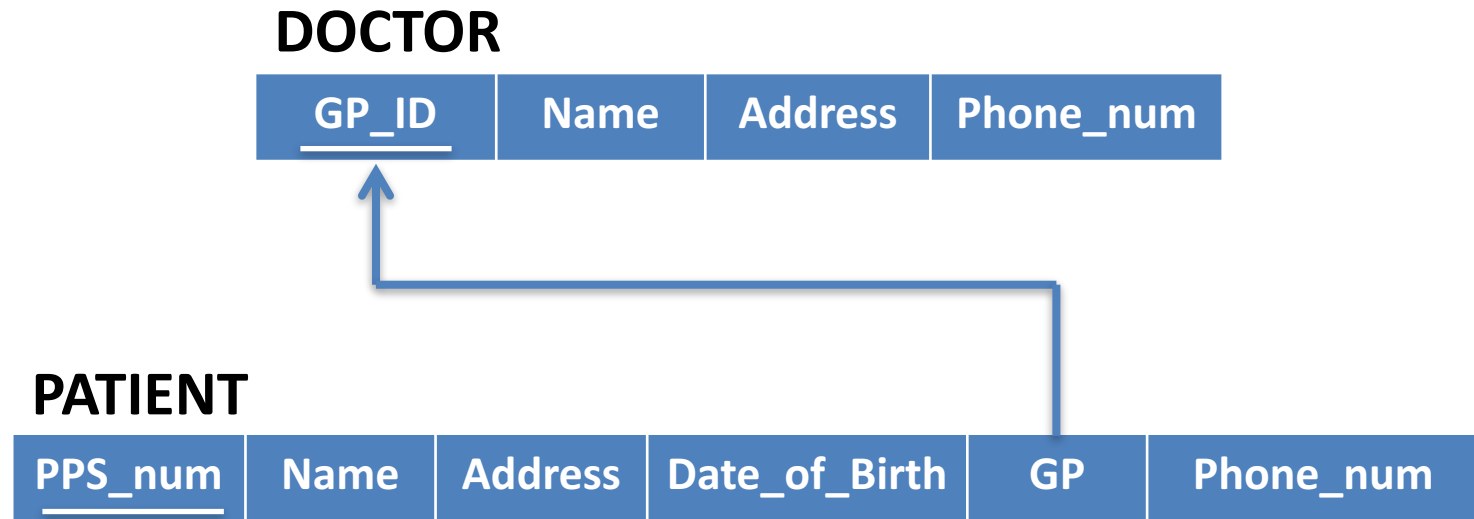 DOCTOR
GP_ID Name Address Phone_num
PATIENT
PPS_num Name Address Date_of_Birth GP Phone_num